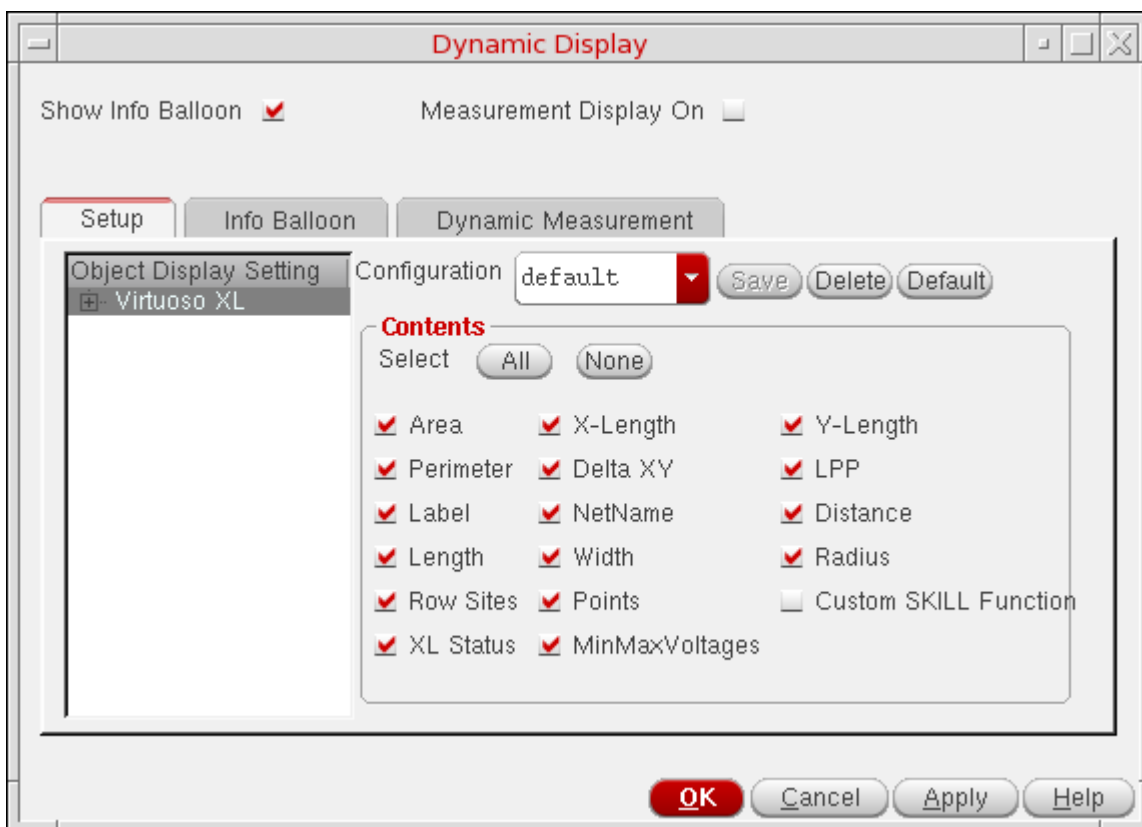 Dynamic Display
Show Info Balloon Measurement Display On
Setup Info Balloon Dynamic Measurement
Object Display Setting
Virtuoso XL
Configuration default Save Delete Default
Contents
Select All None
Area X-Length Y-Length
Perimeter Delta XY LPP
Label NetName Distance
Length Width Radius
Row Sites Points Custom SKILL Function
XL Status MinMaxVoltages
OK Cancel Apply Help